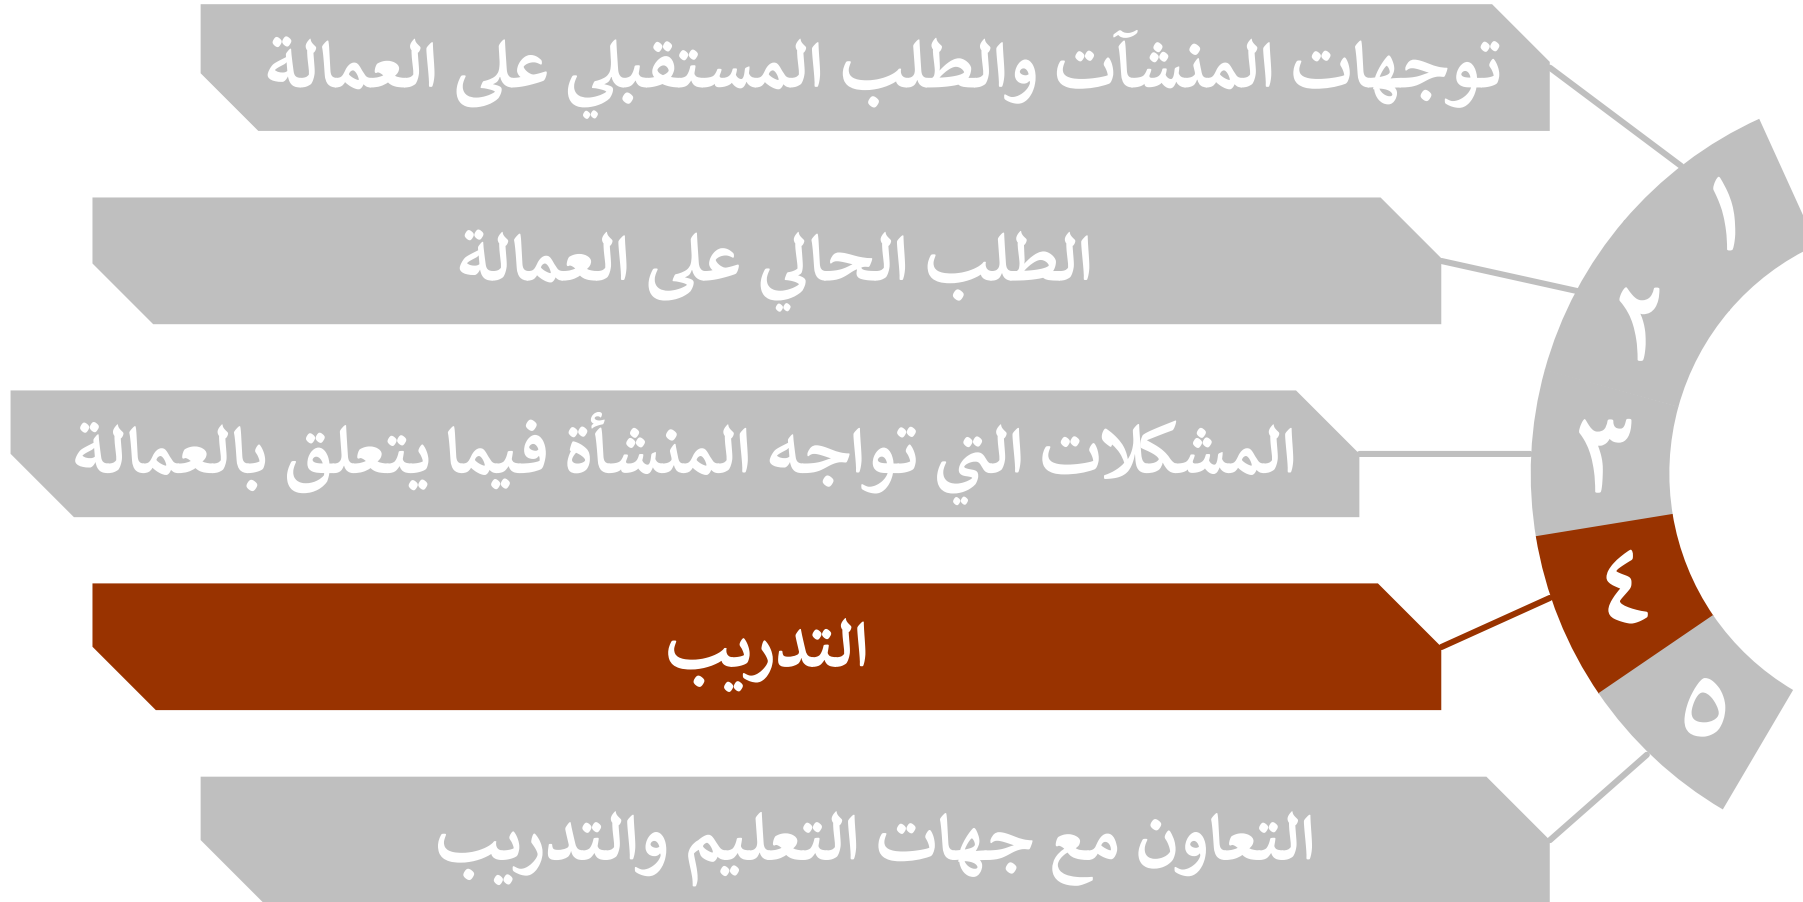 توجهات المنشآت والطلب المستقبلي على العمالة
١
الطلب الحالي على العمالة
٢
المشكلات التي تواجه المنشأة فيما يتعلق بالعمالة
٣
التدريب
٤
التعاون مع جهات التعليم والتدريب
٥